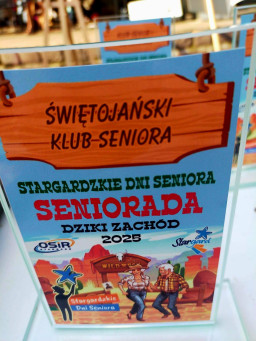 ŚWIĘTOJAŃSKI
KLUB-SENIORA
STARGARDZKIE DNI SENIORA
SENIORADA
DZIKI ZACHÓD
2025
OSiR
Stargard
Stargardzkie
Dni Seniora